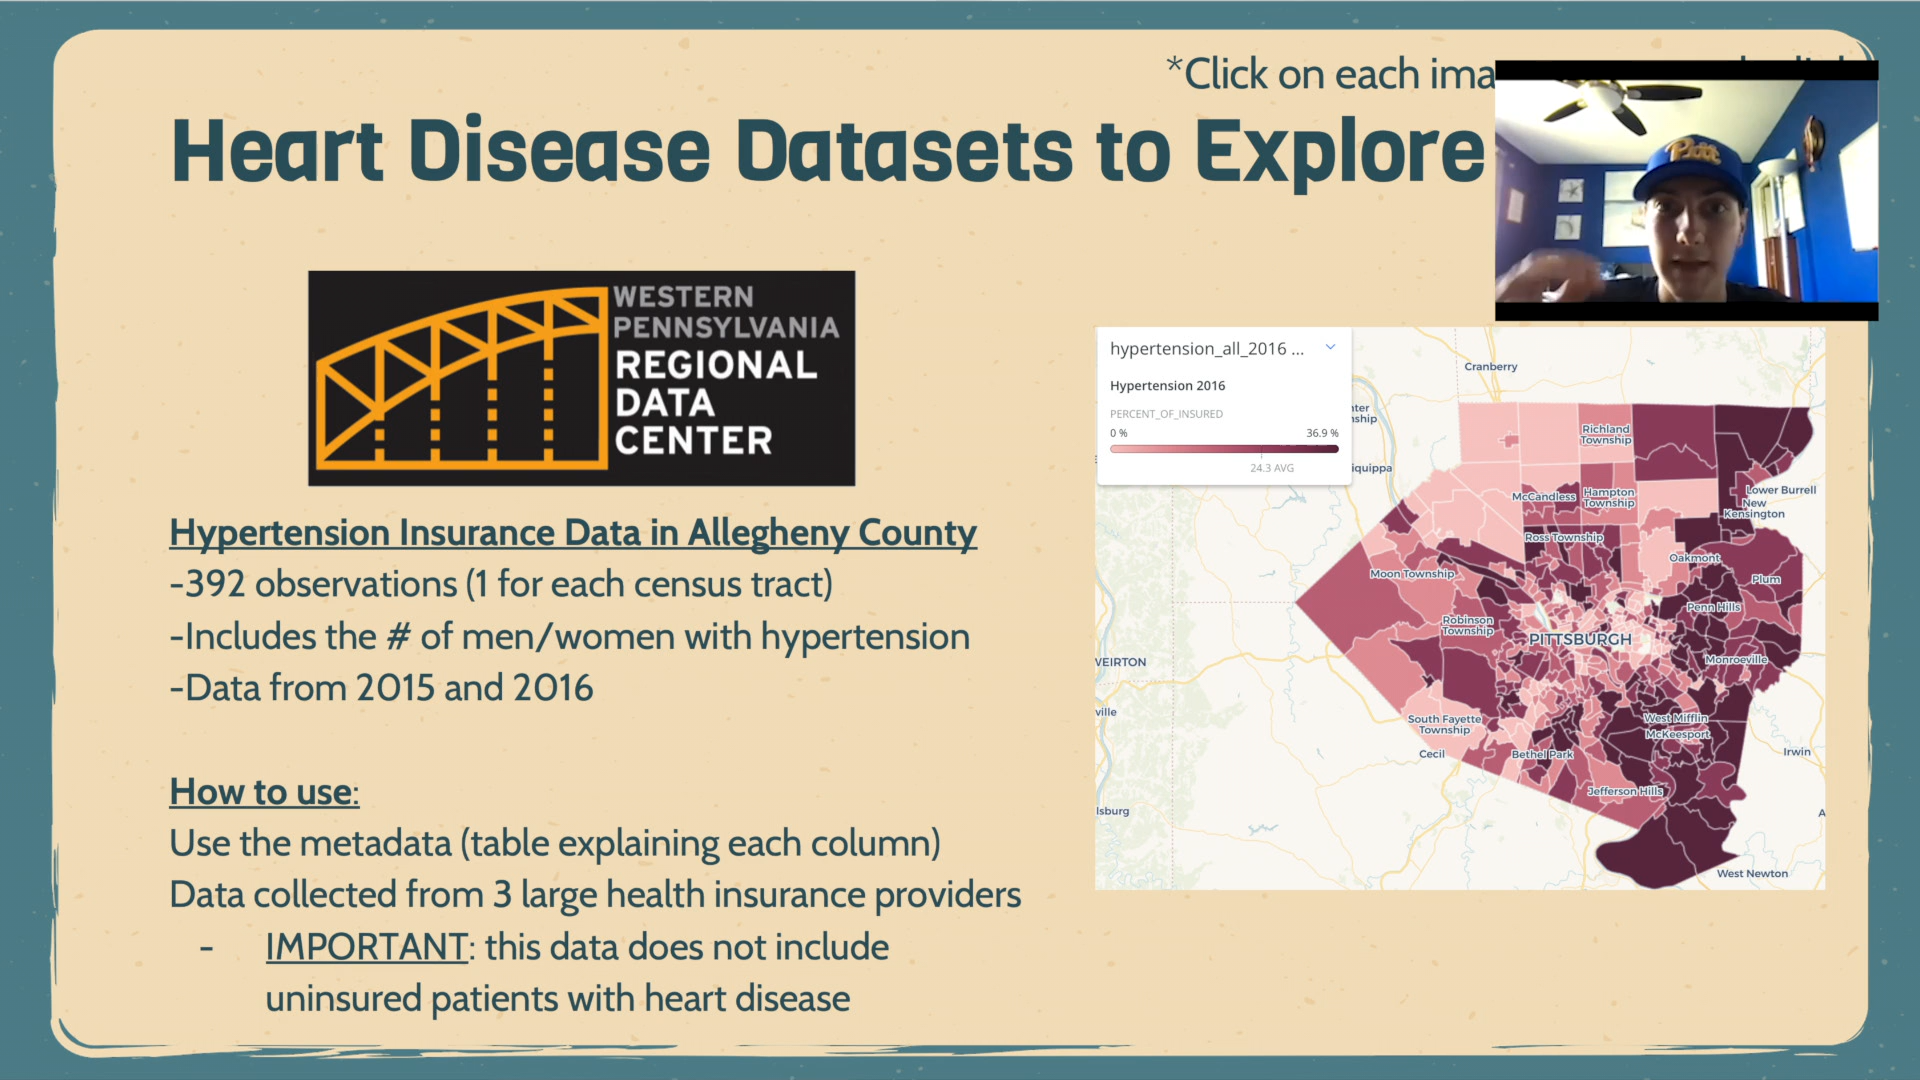 *Click on each ima
Heart Disease Datasets to Explore
Pitt
WESTERN
PENNSYLVANIA
REGIONAL
DATA
CENTER
Hypertension Insurance Data in Allegheny County
-392 observations (1 for each census tract)
-Includes the # of men/women with hypertension
-Data from 2015 and 2016
How to use:
Use the metadata (table explaining each column)
Data collected from 3 large health insurance providers
- IMPORTANT: this data does not include
uninsured patients with heart disease
hypertension_all_2016 ...
Hypertension 2016
PERCENT_OF_INSURED
0 % 36.9 %
24.3 AVG
Cranberry
nter
nship
iquippa
Richland
Township
McCandless
Hampton
Township
Lower Burrell
New
Kensington
Ross Township
Oakmont
Moon Township
Plum
Penn Hills
Robinson
Township
PITTSBURGH
Monroeville
VEIRTON
ville
South Fayette
Township
West Mifflin
McKeesport
Cecil
Bethel Park
Irwin
Jefferson Hills
lsburg
A
West Newton